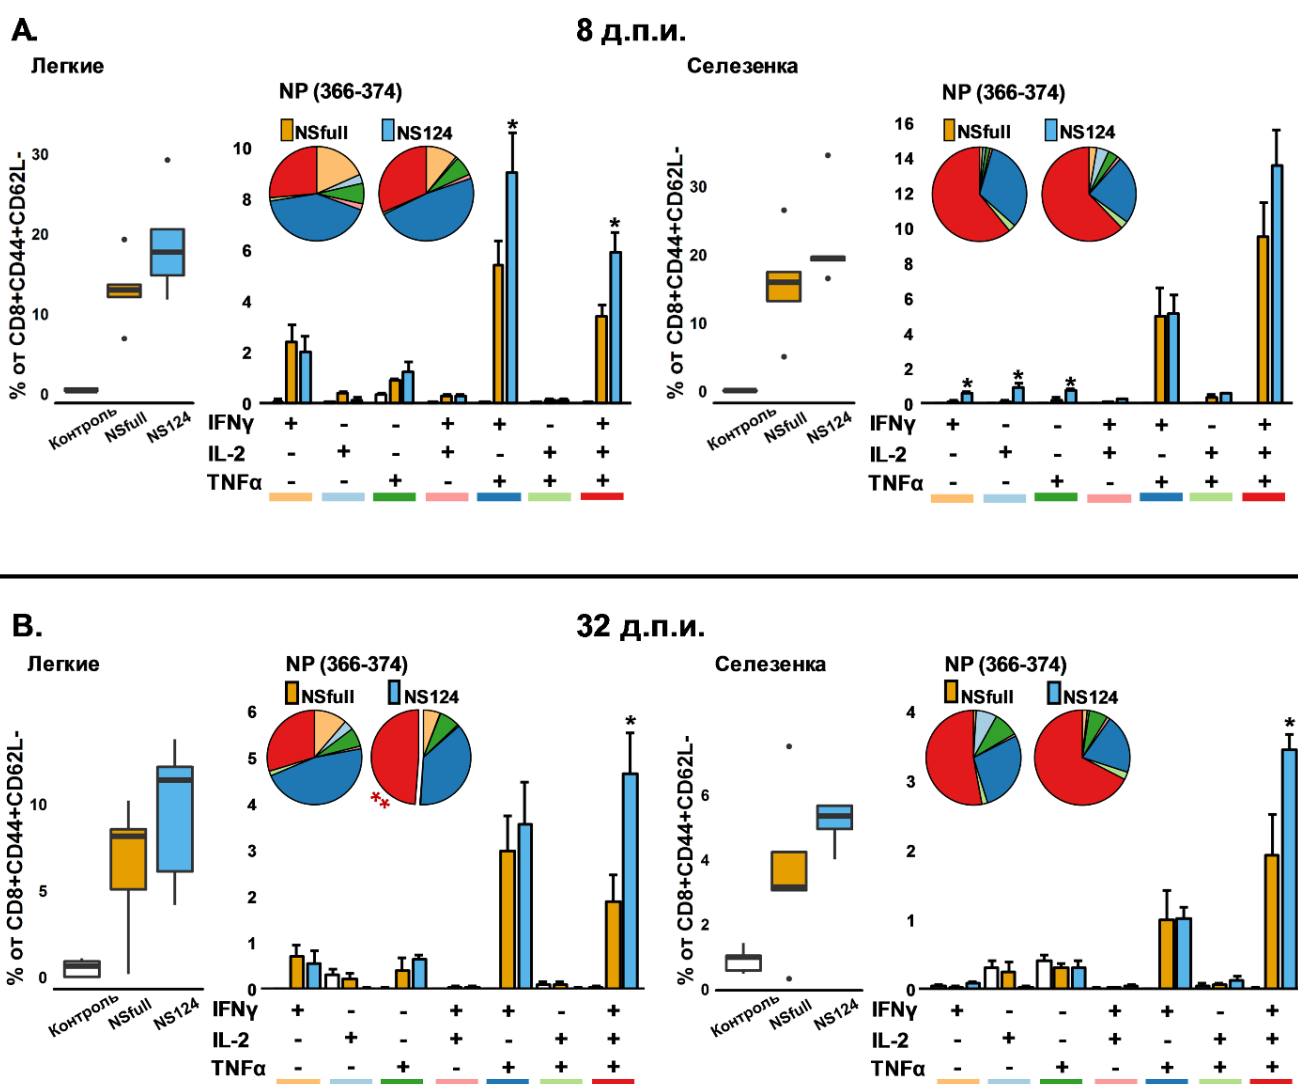 A.
8 д.п.и.
Легкие
NP (366-374)
NSfull
NS124
% от CD8+CD44+CD62L-
30
20
10
0
Контроль
NSfull
NS124
10
8
6
4
2
0
*
*
IFNγ + - - + + - +
IL-2 - + - + - + +
TNFα - - + - + + +
Селезенка
NP (366-374)
NSfull
NS124
% от CD8+CD44+CD62L-
30
20
10
0
Контроль
NSfull
NS124
16
14
12
10
8
6
4
2
0
* * *
IFNγ + - - + + - +
IL-2 - + - + - + +
TNFα - - + - + + +
B.
32 д.п.и.
Легкие
NP (366-374)
NSfull
NS124
% от CD8+CD44+CD62L-
10
5
0
Контроль
NSfull
NS124
6
5
4
3
2
1
0
**
*
IFNγ + - - + + - +
IL-2 - + - + - + +
TNFα - - + - + + +
Селезенка
NP (366-374)
NSfull
NS124
% от CD8+CD44+CD62L-
6
4
2
0
Контроль
NSfull
NS124
4
3
2
1
0
*
IFNγ + - - + + - +
IL-2 - + - + - + +
TNFα - - + - + + +